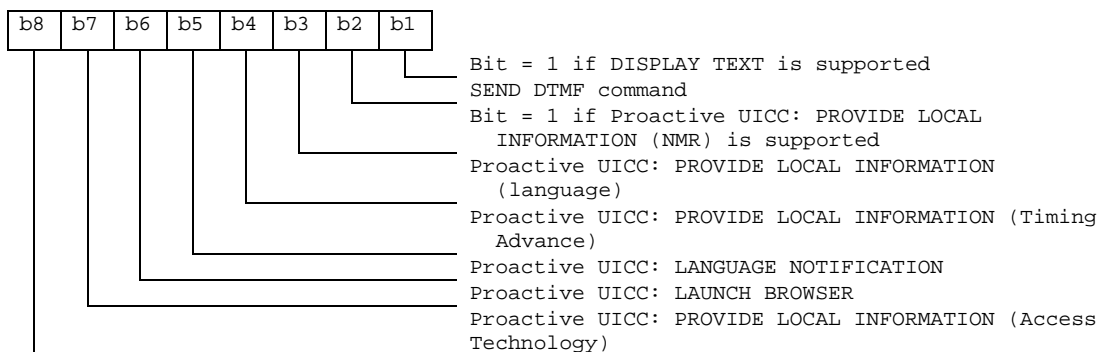 b8 b7 b6 b5 b4 b3 b2 b1
Bit = 1 if DISPLAY TEXT is supported
SEND DTMF command
Bit = 1 if Proactive UICC: PROVIDE LOCAL
INFORMATION (NMR) is supported
Proactive UICC: PROVIDE LOCAL INFORMATION
(language)
Proactive UICC: PROVIDE LOCAL INFORMATION (Timing
Advance)
Proactive UICC: LANGUAGE NOTIFICATION
Proactive UICC: LAUNCH BROWSER
Proactive UICC: PROVIDE LOCAL INFORMATION (Access
Technology)